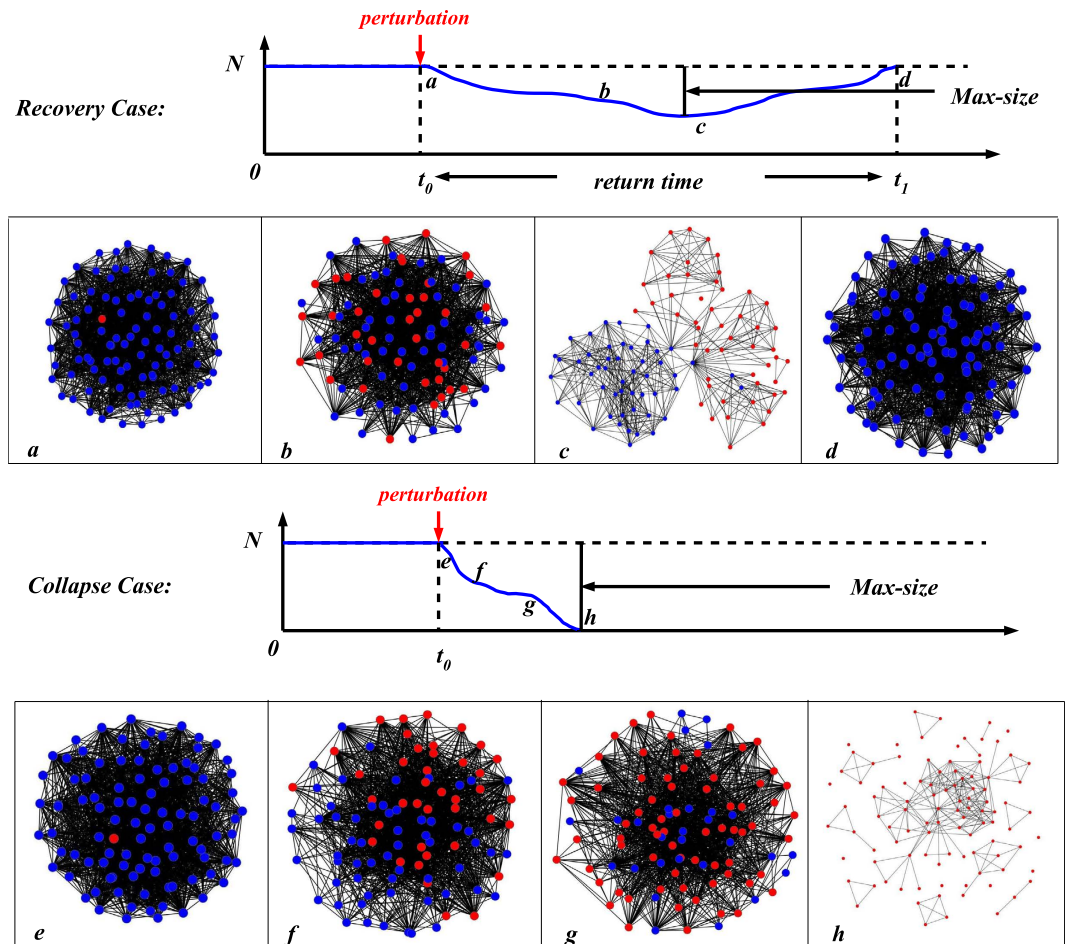 perturbation
N
a
b
d
Max-size
Recovery Case:
c
0
t0
return time
t1
a
b
c
d
perturbation
N
e
f
Collapse Case:
Max-size
g
h
0
t0
e
f
g
h